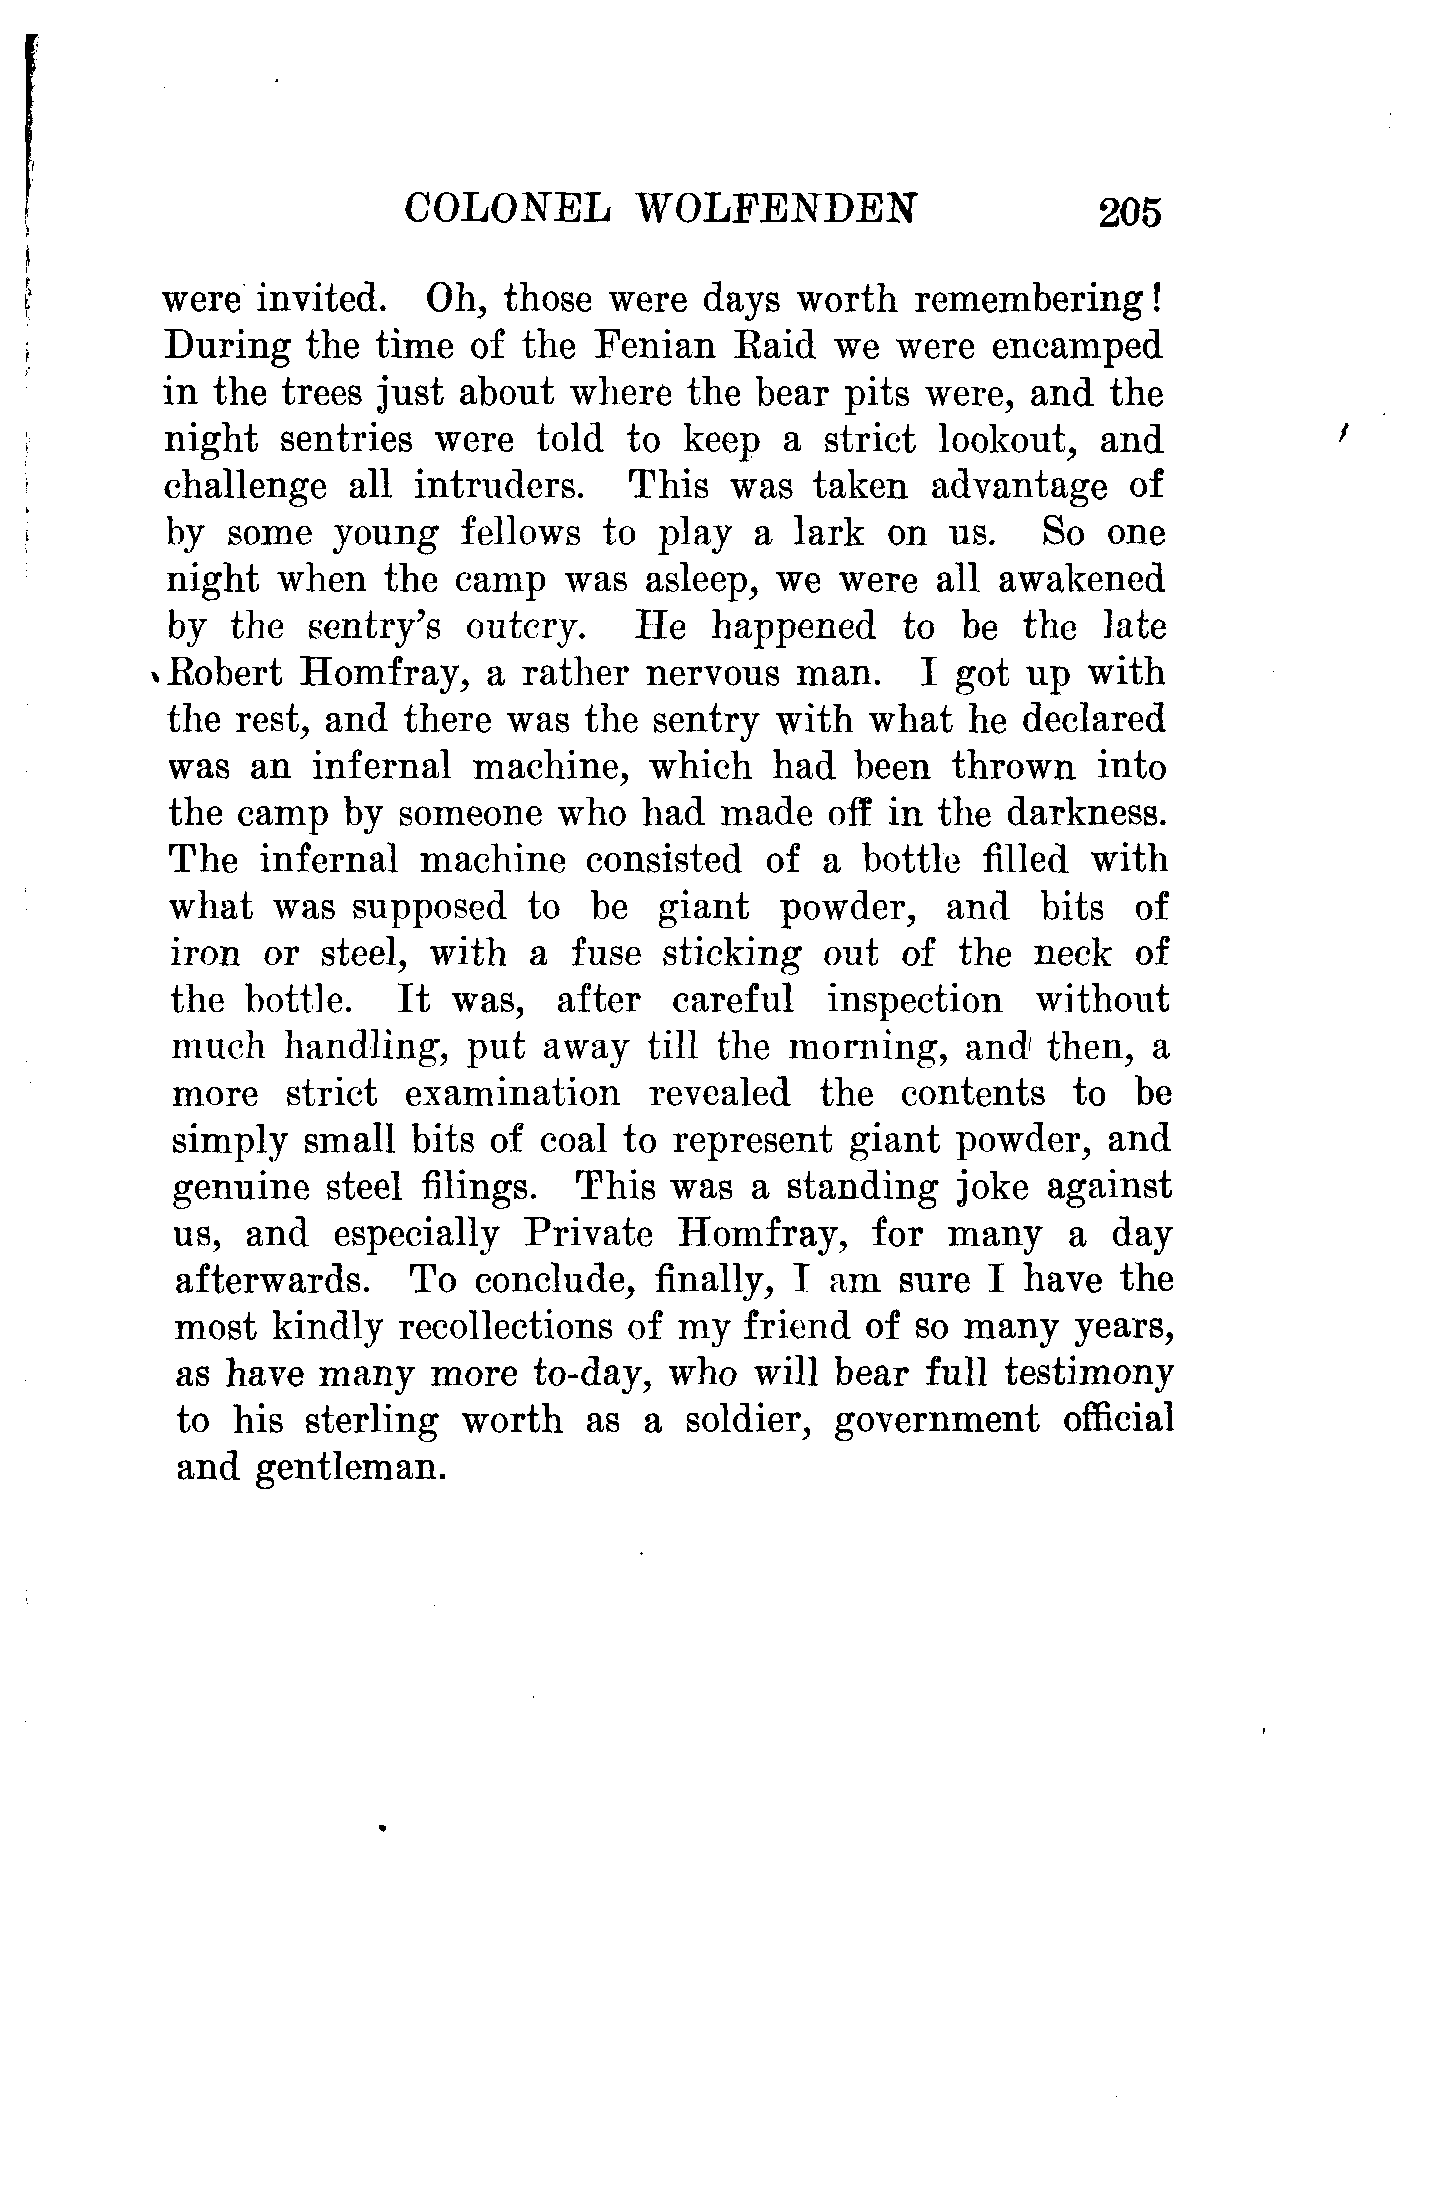 COLONEL WOLFENDEN 205
were invited. Oh, those were days worth remembering!
During the time of the Fenian Raid we were encamped
in the trees just about where the bear pits were, and the
night sentries were told to keep a strict lookout, and
challenge all intruders. This was taken advantage of
by some young fellows to play a lark on us. So one
night when the camp was asleep, we were all awakened
by the sentry's outcry. He happened to be the late
Robert Homfray, a rather nervous man. I got up with
the rest, and there was the sentry with what he declared
was an infernal machine, which had been thrown into
the camp by someone who had made off in the darkness.
The infernal machine consisted of a bottle filled with
what was supposed to be giant powder, and bits of
iron or steel, with a fuse sticking out of the neck of
the bottle. It was, after careful inspection without
much handling, put away till the morning, and then, a
more strict examination revealed the contents to be
simply small bits of coal to represent giant powder, and
genuine steel filings. This was a standing joke against
us, and especially Private Homfray, for many a day
afterwards. To conclude, finally, I am sure I have the
most kindly recollections of my friend of so many years,
as have many more to-day, who will bear full testimony
to his sterling worth as a soldier, government official
and gentleman.